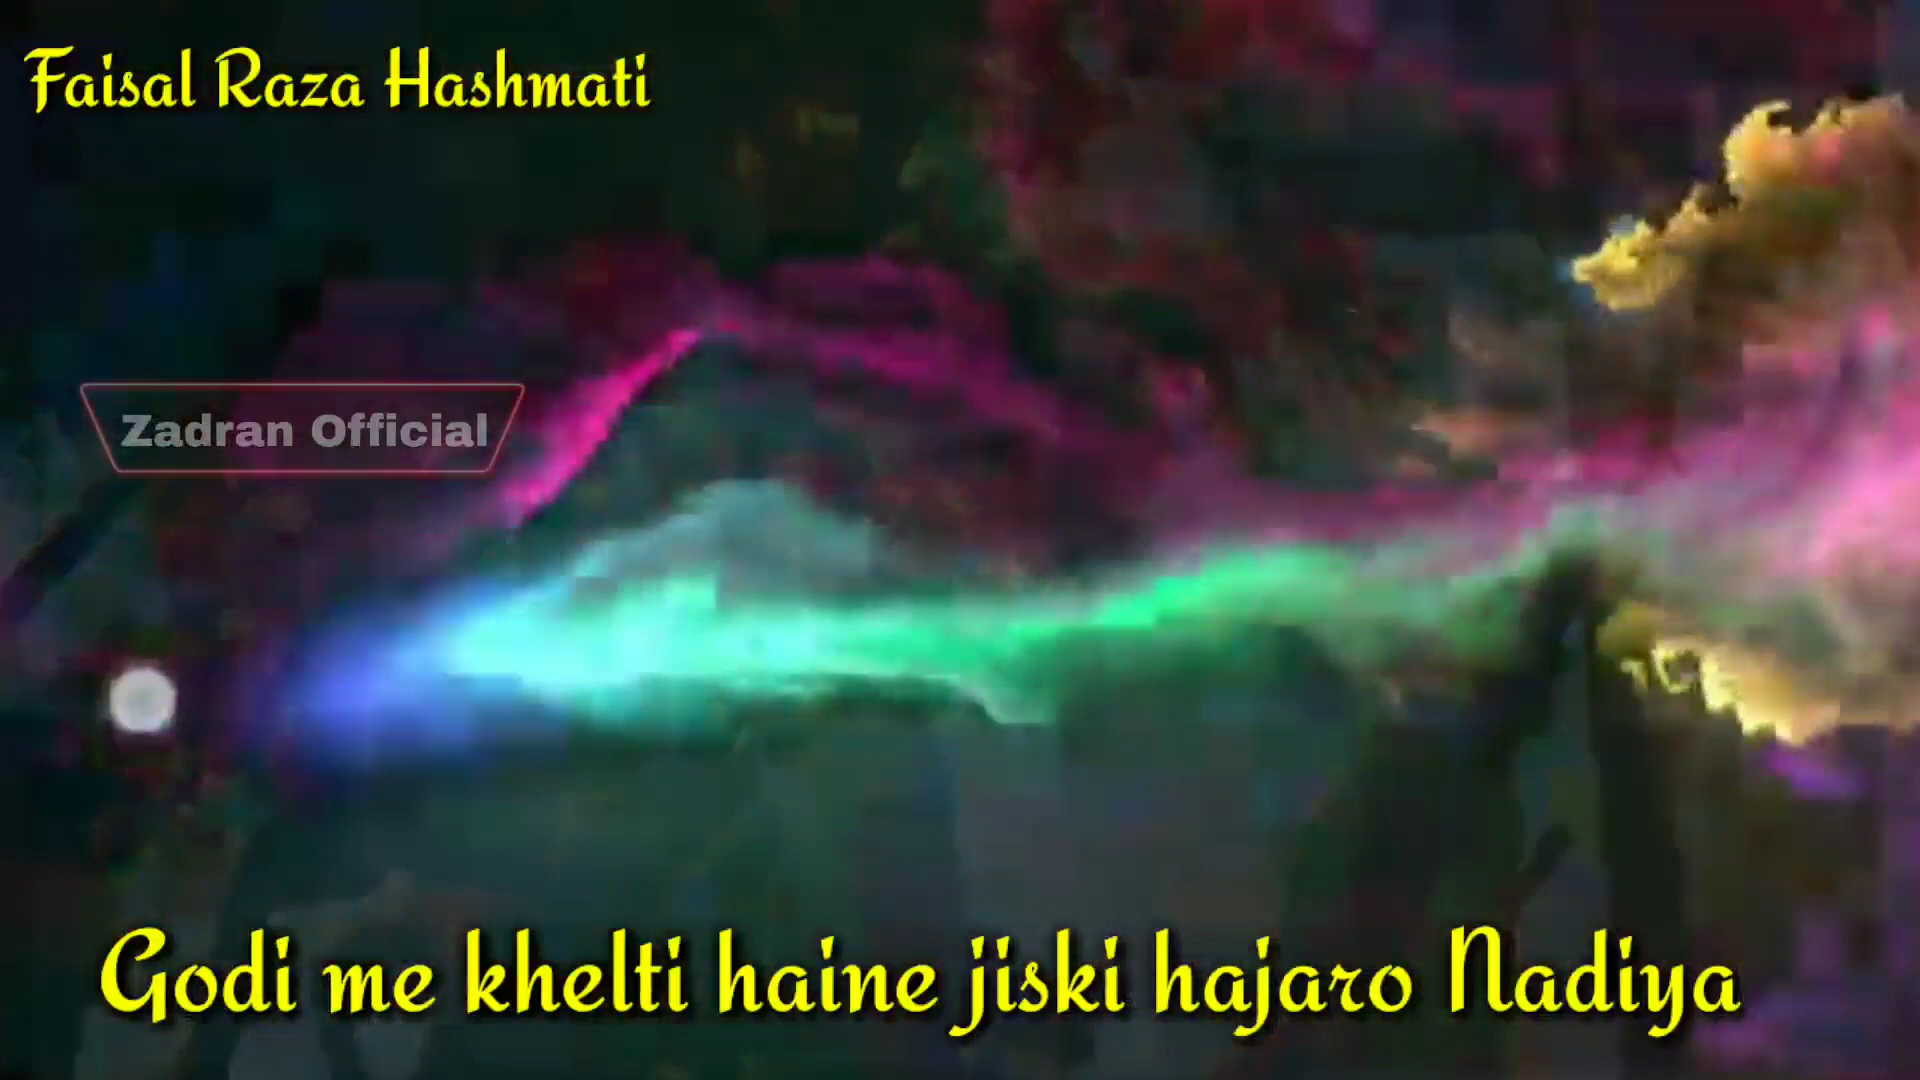 Faisal Raza Hashmati
Zadran Official
Godi me khelti haine jiski hajaro Nadiya